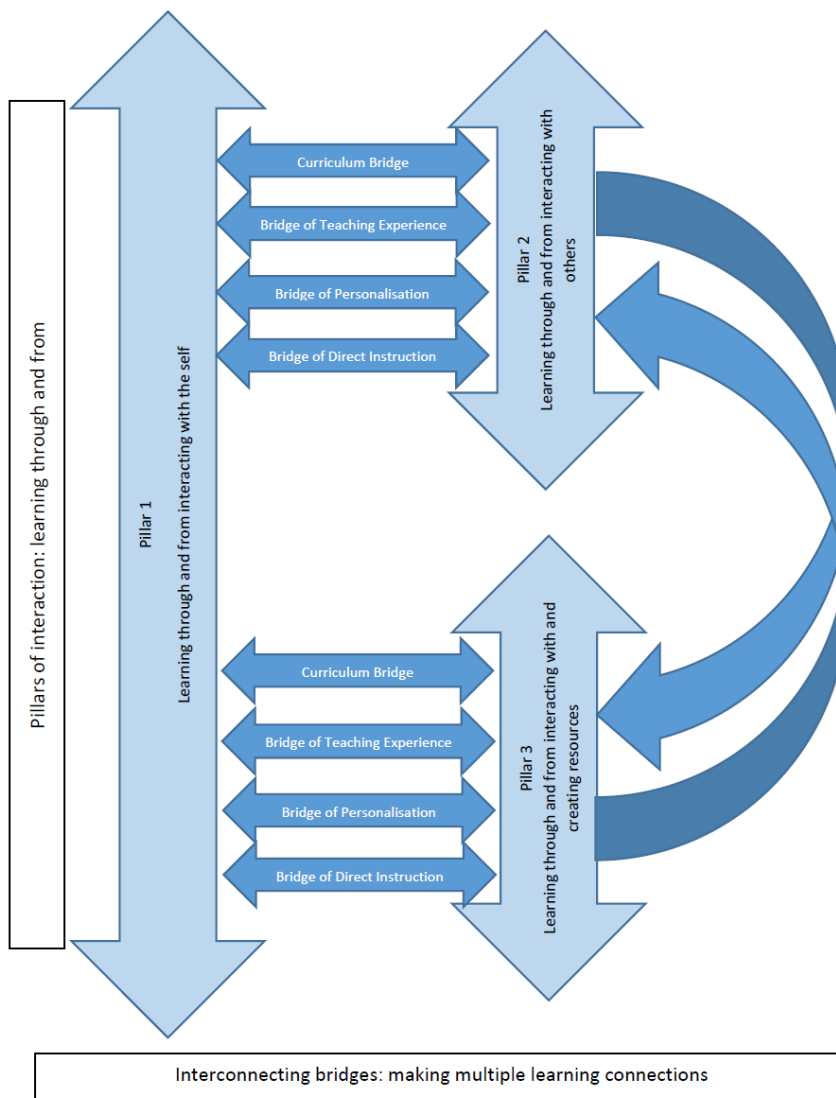 Pillars of interaction: learning through and from
Pillar 1
Learning through and from interacting with the self
Curriculum Bridge
Bridge of Teaching Experience
Bridge of Personalisation
Bridge of Direct Instruction
Pillar 2
Learning through and from interacting with
others
Curriculum Bridge
Bridge of Teaching Experience
Bridge of Personalisation
Bridge of Direct Instruction
Pillar 3
Learning through and from interacting with and
creating resources
Interconnecting bridges: making multiple learning connections